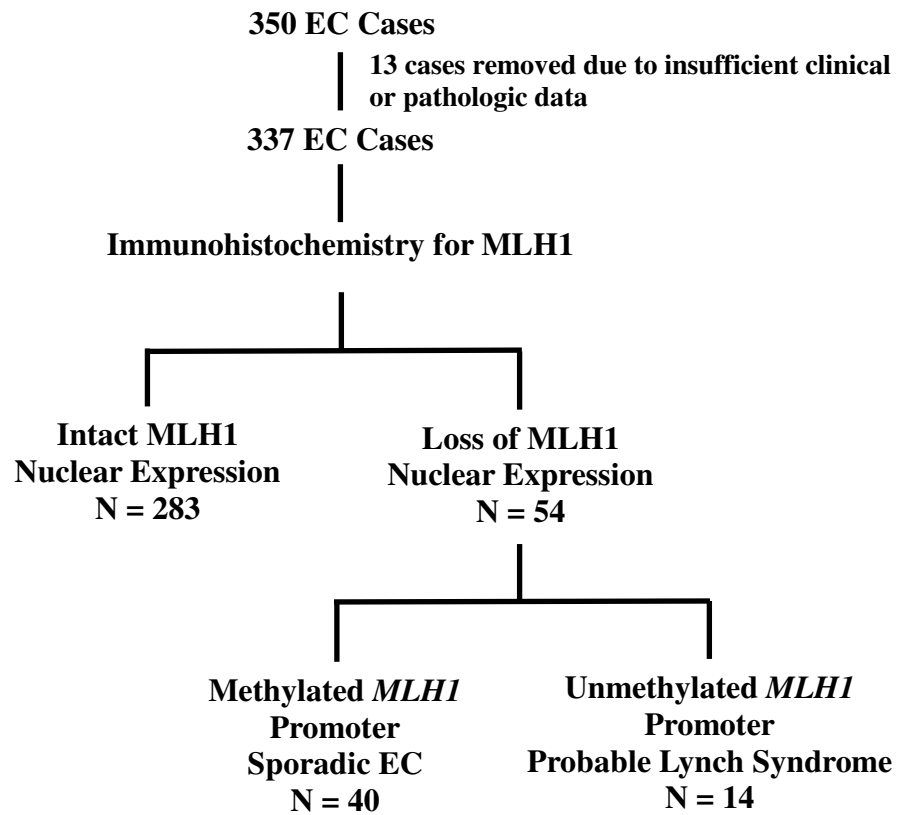 350 EC Cases
13 cases removed due to insufficient clinical
or pathologic data
337 EC Cases
Immunohistochemistry for MLH1
Intact MLH1
Nuclear Expression
N = 283
Loss of MLH1
Nuclear Expression
N = 54
Methylated MLH1
Promoter
Sporadic EC
N = 40
Unmethylated MLH1
Promoter
Probable Lynch Syndrome
N = 14